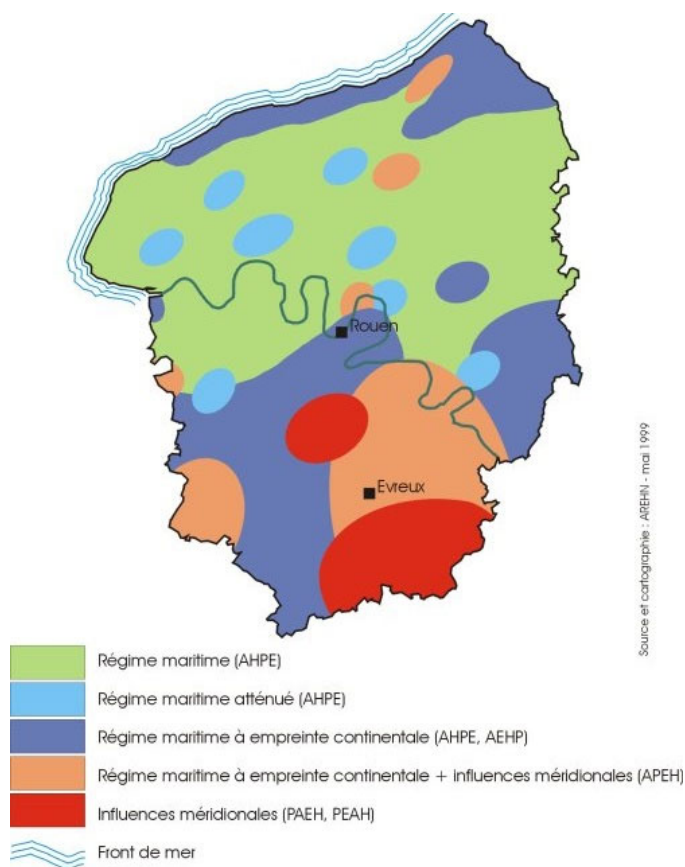 Rouen
Evreux
Source et cartographie : AREHN - mai 1999
Régime maritime (AHPE)
Régime maritime atténué (AHPE)
Régime maritime à empreinte continentale (AHPE, AEHP)
Régime maritime à empreinte continentale + influences méridionales (APEH)
Influences méridionales (PAEH, PEAH)
Front de mer